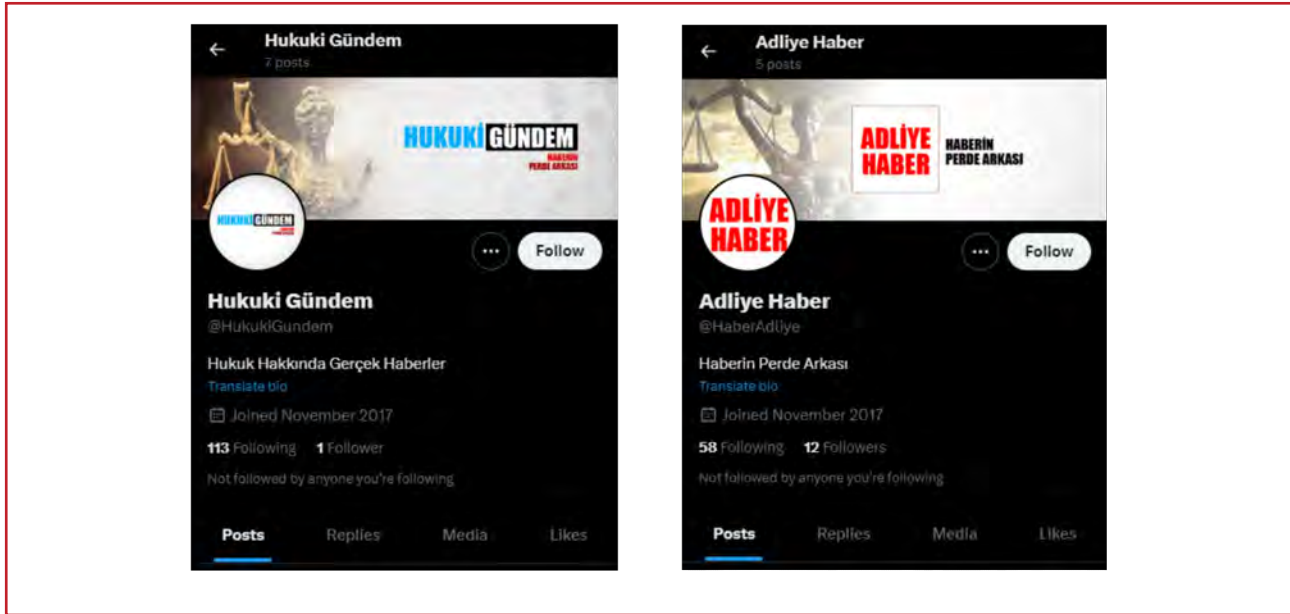 Hukuki Gündem
7 posts
HUKUKİ GÜNDEM
HABERİN
PERDE ARKASI
HUKUKİ GÜNDEM
Follow
Hukuki Gündem
@HukukiGundem
Hukuk Hakkında Gerçek Haberler
Translate bio
Joined November 2017
113 Following 1 Follower
Not followed by anyone you're following
Posts Replies Media Likes
Adliye Haber
5 posts
ADLİYE
HABER
HABERİN
PERDE ARKASI
ADLİYE
HABER
Follow
Adliye Haber
@HaberAdliye
Haberin Perde Arkası
Translate bio
Joined November 2017
58 Following 12 Followers
Not followed by anyone you're following
Posts Replies Media Likes